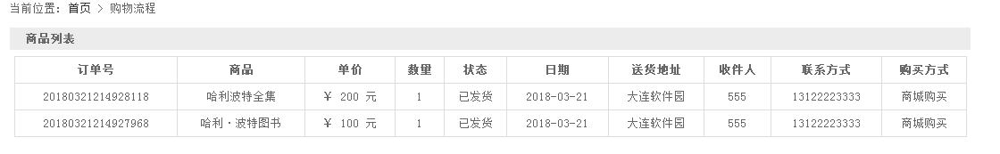 当前位置: 首页 > 购物流程
商品列表
订单号 商品 单价 数量 状态 日期 送货地址 收件人 联系方式 购买方式
20180321214928118 哈利波特全集 ¥ 200 元 1 已发货 2018-03-21 大连软件园 555 13122223333 商城购买
20180321214927968 哈利·波特图书 ¥ 100 元 1 已发货 2018-03-21 大连软件园 555 13122223333 商城购买